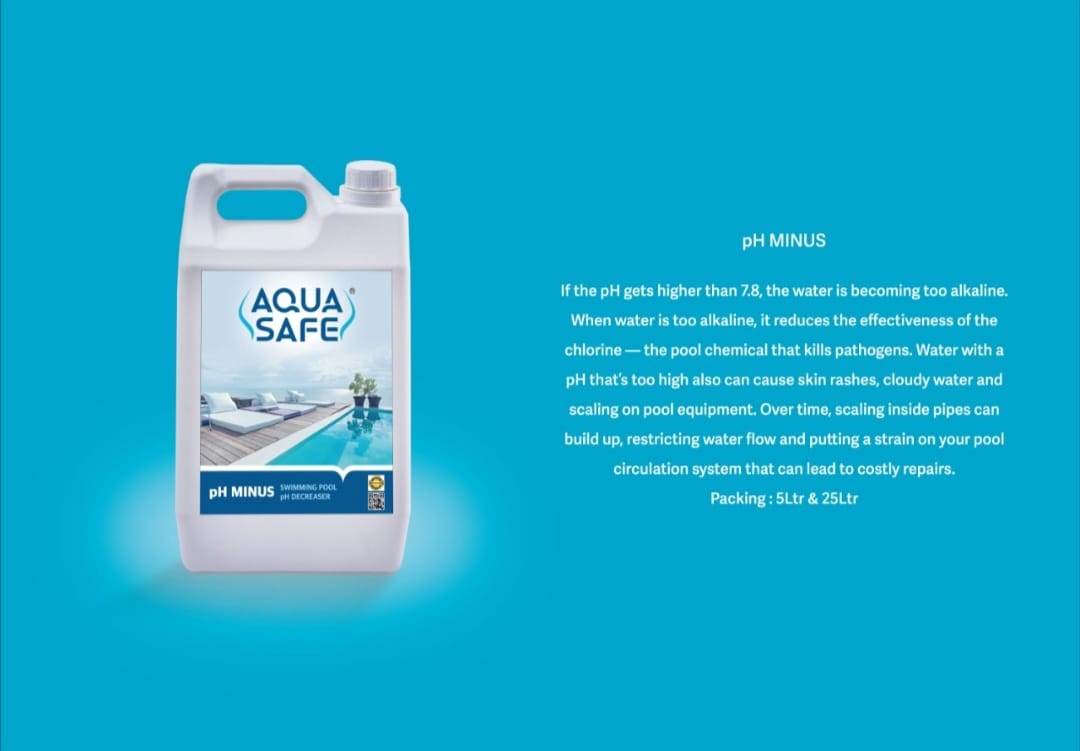 AQUA
SAFE®
pH MINUS
SWIMMING POOL
pH DECREASER
pH MINUS
If the pH gets higher than 7.8, the water is becoming too alkaline.
When water is too alkaline, it reduces the effectiveness of the
chlorine — the pool chemical that kills pathogens. Water with a
pH that's too high also can cause skin rashes, cloudy water and
scaling on pool equipment. Over time, scaling inside pipes can
build up, restricting water flow and putting a strain on your pool
circulation system that can lead to costly repairs.
Packing : 5Ltr & 25Ltr